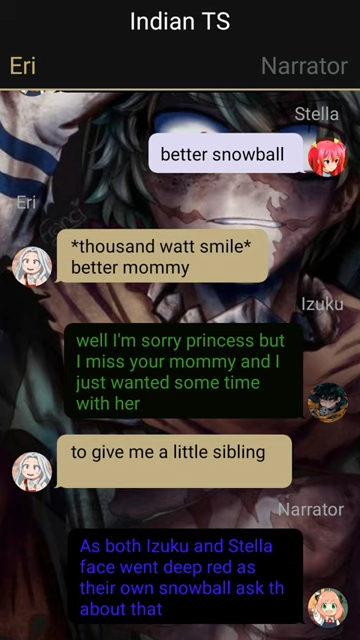 Indian TS
Eri
Narrator
Stella
better snowball
Eri
*thousand watt smile*
better mommy
Izuku
well I'm sorry princess but
I miss your mommy and I
just wanted some time
with her
to give me a little sibling
Narrator
As both Izuku and Stella
face went deep red as
their own snowball ask th
about that